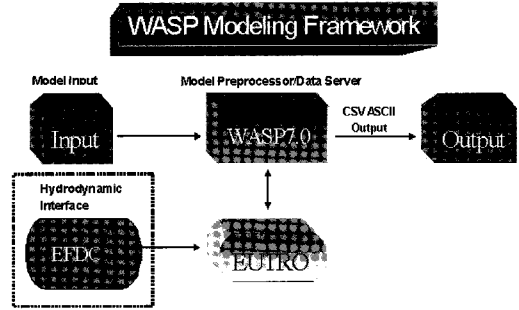 WASP Modeling Framework
Model Input
Model Preprocessor/Data Server
Input
WASP7.0
CSV ASCII
Output
Output
Hydrodynamic
Interface
EFDC
EUTRO